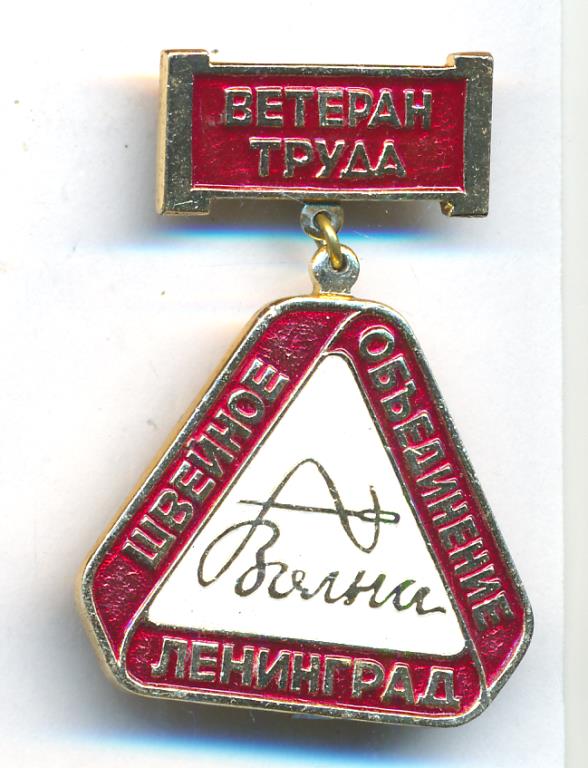 ВЕТЕРАН
ТРУДА
ШВЕЙНОЕ
ОБЪЕДИНЕНИЕ
Волна
ЛЕНИНГРАД